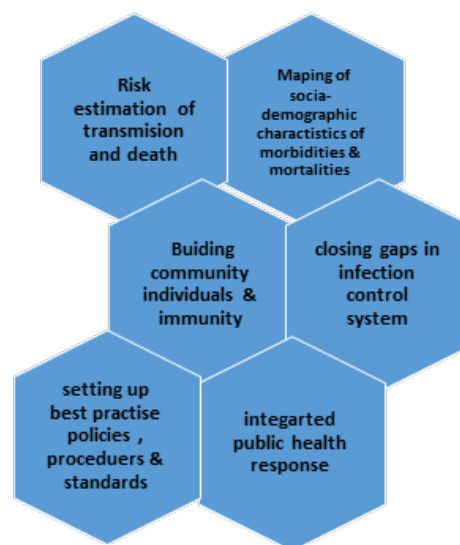 Risk
estimation of
transmision
and death
Maping of
socia-
demographic
charactistics of
morbidities &
mortalities
Buiding
community
individuals &
immunity
closing gaps in
infection
control
system
setting up
best practise
policies ,
proceduers &
standards
integarted
public health
response